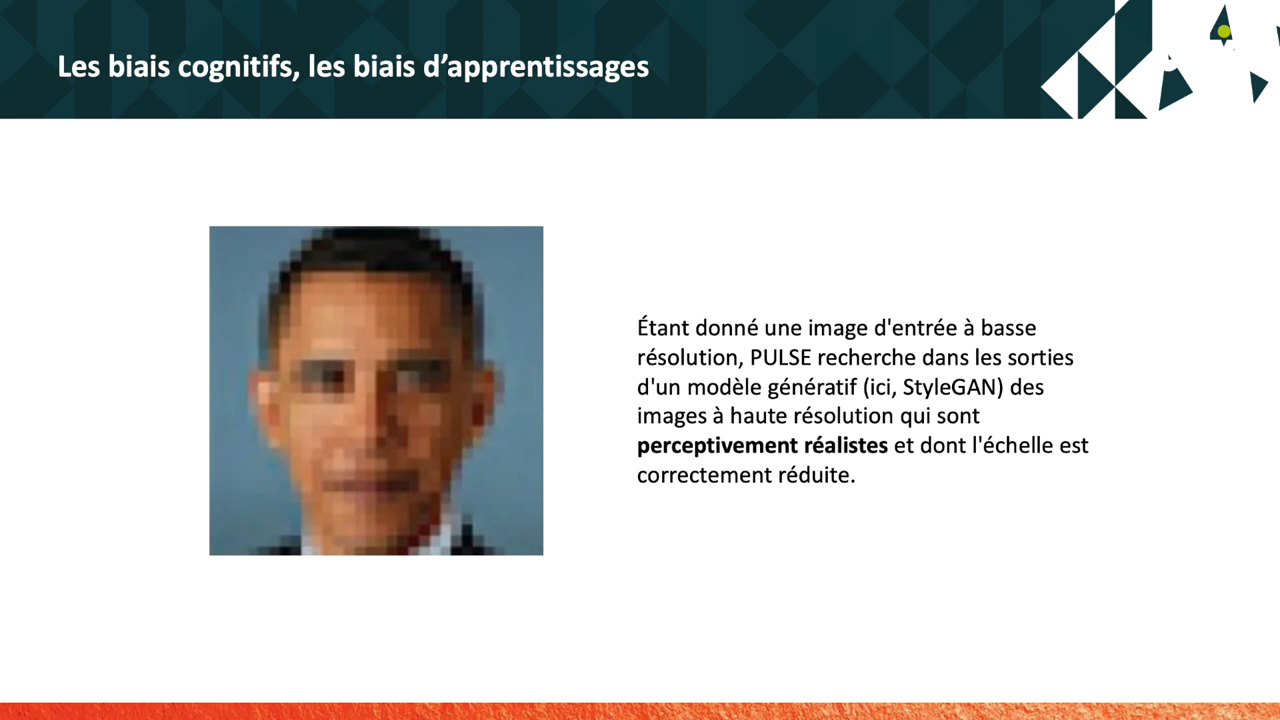 Les biais cognitifs, les biais d’apprentissages
Étant donné une image d'entrée à basse
résolution, PULSE recherche dans les sorties
d'un modèle génératif (ici, StyleGAN) des
images à haute résolution qui sont
perceptivement réalistes et dont l'échelle est
correctement réduite.